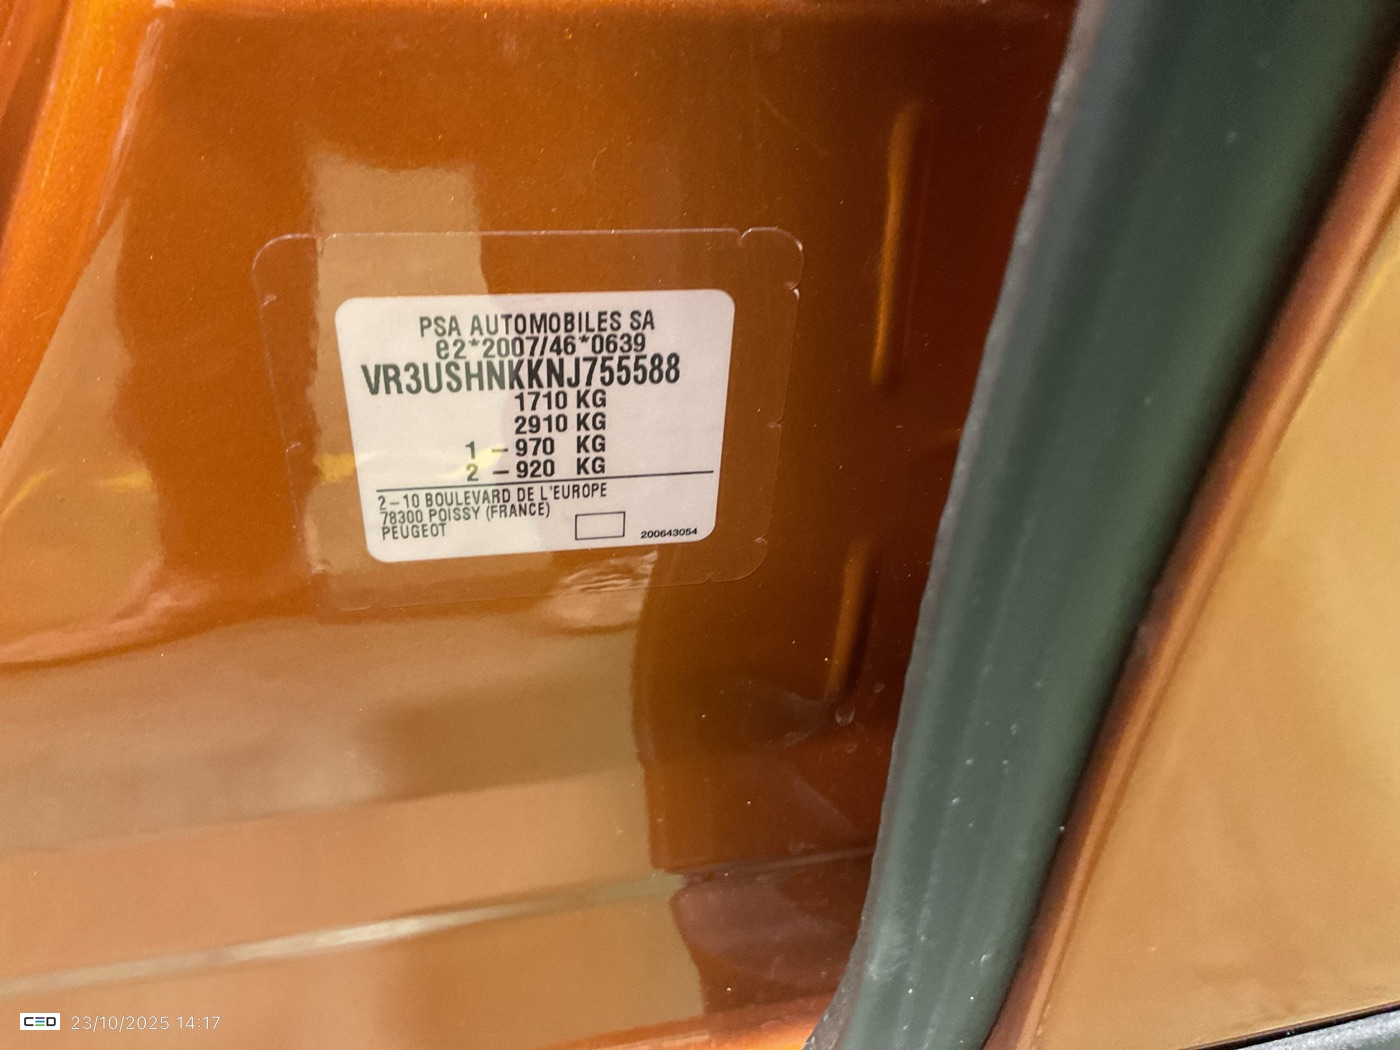 PSA AUTOMOBILES SA
e2*2007/46*0639
VR3USHNKKNJ755588
1710 KG
2910 KG
1 – 970 KG
2 – 920 KG
2–10 BOULEVARD DE L'EUROPE
78300 POISSY (FRANCE)
PEUGEOT
200643054
CED 23/10/2025 14:17